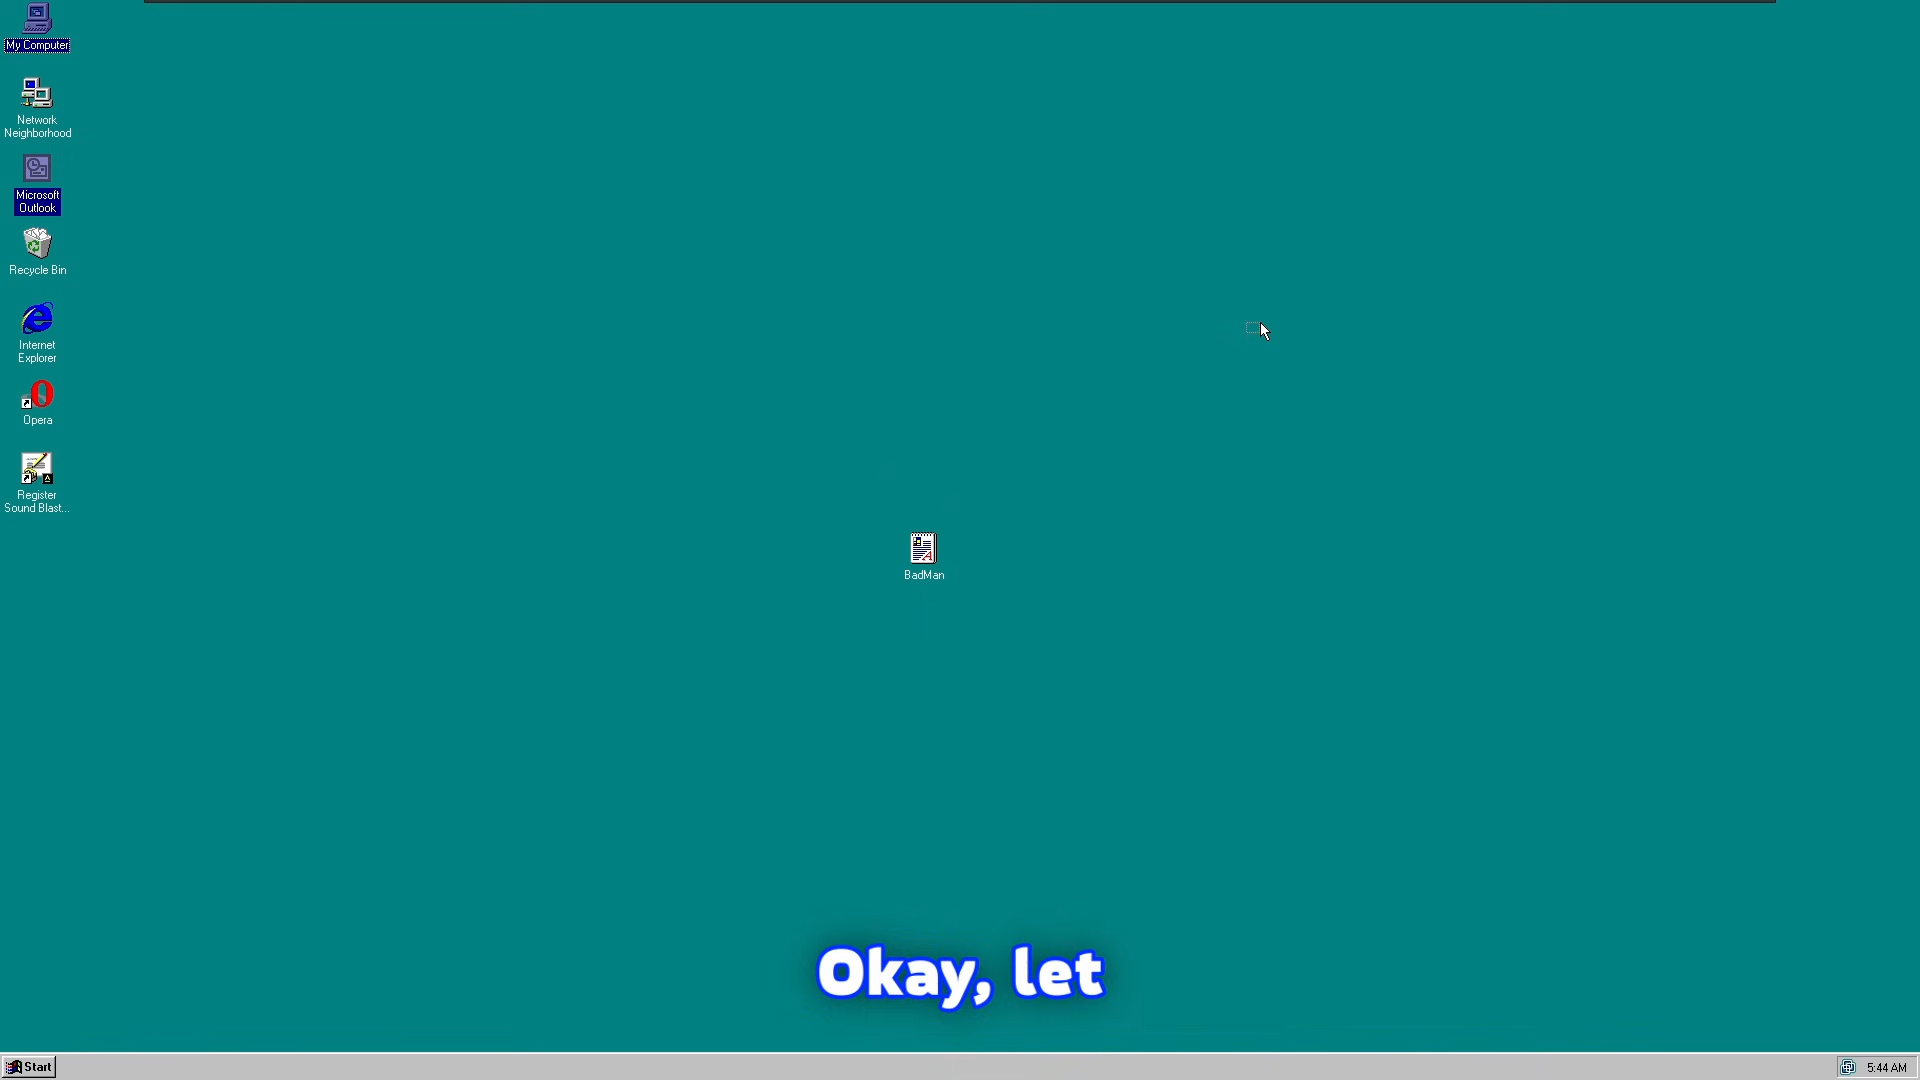 My Computer
Network
Neighborhood
Microsoft
Outlook
Recycle Bin
Internet
Explorer
Opera
Register
Sound Blast...
BadMan
Okay, let
Start
5:44 AM